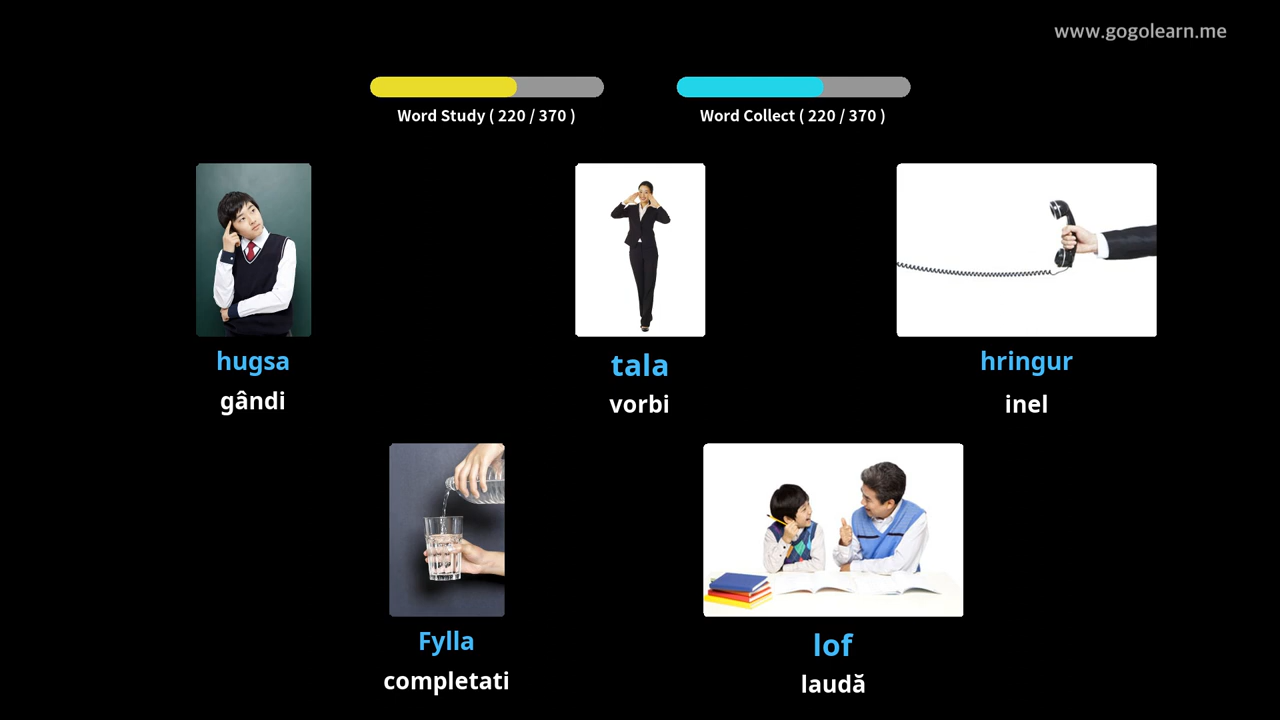 www.gogolearn.me
Word Study ( 220 / 370 )
Word Collect ( 220 / 370 )
hugsa
gândi
tala
vorbi
hringur
inel
Fylla
completati
lof
laudă